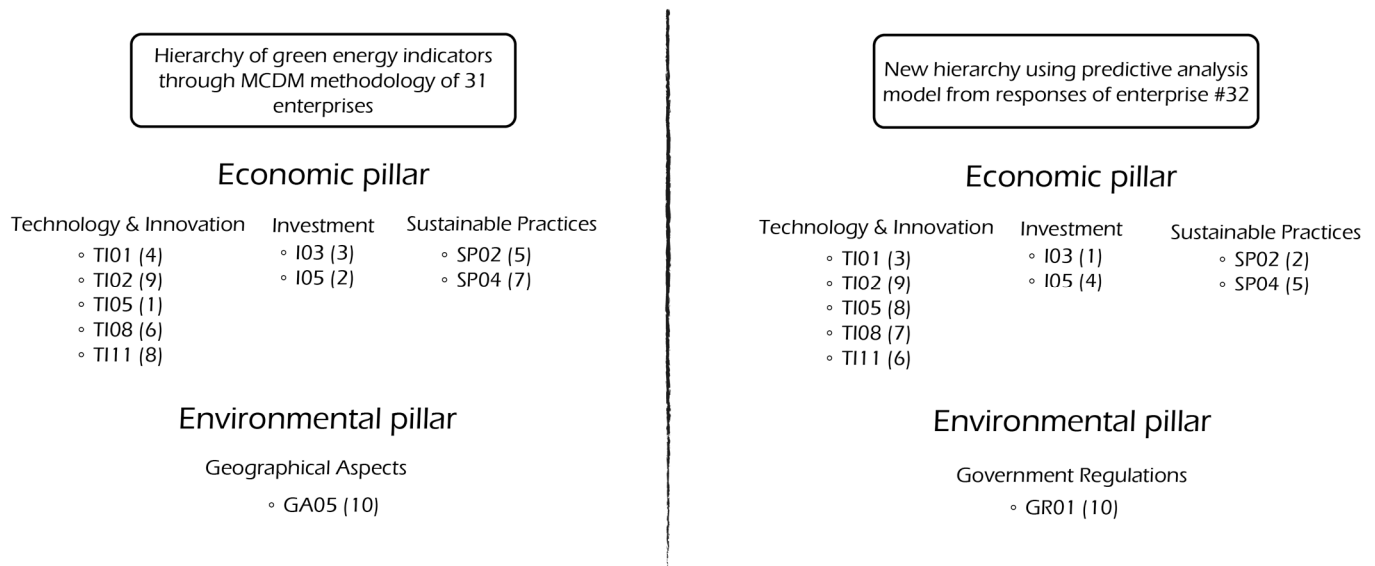 Hierarchy of green energy indicators
through MCDM methodology of 31
enterprises
Economic pillar
Technology & Innovation
◦ TI01 (4)
◦ TI02 (9)
◦ TI05 (1)
◦ TI08 (6)
◦ TI11 (8)
Investment
◦ I03 (3)
◦ I05 (2)
Sustainable Practices
◦ SP02 (5)
◦ SP04 (7)
Environmental pillar
Geographical Aspects
◦ GA05 (10)
New hierarchy using predictive analysis
model from responses of enterprise #32
Economic pillar
Technology & Innovation
◦ TI01 (3)
◦ TI02 (9)
◦ TI05 (8)
◦ TI08 (7)
◦ TI11 (6)
Investment
◦ I03 (1)
◦ I05 (4)
Sustainable Practices
◦ SP02 (2)
◦ SP04 (5)
Environmental pillar
Government Regulations
◦ GR01 (10)